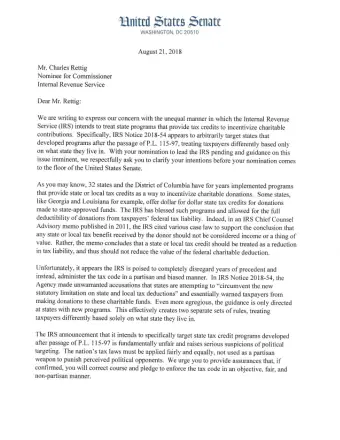 United States Senate
WASHINGTON, DC 20510
August 21, 2018
Mr. Charles Rettig
Nominee for Commissioner
Internal Revenue Service
Dear Mr. Rettig:
We are writing to express our concern with the unequal manner in which the Internal Revenue
Service (IRS) intends to treat state programs that provide tax credits to incentivize charitable
contributions. Specifically, IRS Notice 2018-54 appears to arbitrarily target states that
developed programs after the passage of P.L. 115-97, treating taxpayers differently based only
on what state they live in. With your nomination to lead the IRS pending and guidance on this
issue imminent, we respectfully ask you to clarify your intentions before your nomination comes
to the floor of the United States Senate.
As you may know, 32 states and the District of Columbia have for years implemented programs
that provide state or local tax credits as a way to incentivize charitable donations. Some states,
like Georgia and Louisiana for example, offer dollar for dollar state tax credits for donations
made to state-approved funds. The IRS has blessed such programs and allowed for the full
deductibility of donations from taxpayers' federal tax liability. Indeed, in an IRS Chief Counsel
Advisory memo published in 2011, the IRS cited various case law to support the conclusion that
any state or local tax benefit received by the donor should not be considered income or a thing of
value. Rather, the memo concludes that a state or local tax credit should be treated as a reduction
in tax liability, and thus should not reduce the value of the federal charitable deduction.
Unfortunately, it appears the IRS is poised to completely disregard years of precedent and
instead, administer the tax code in a partisan and biased manner. In IRS Notice 2018-54, the
Agency made unwarranted accusations that states are attempting to "circumvent the new
statutory limitation on state and local tax deductions" and essentially warned taxpayers from
making donations to these charitable funds. Even more egregious, the guidance is only directed
at states with new programs. This effectively creates two separate sets of rules, treating
taxpayers differently based solely on what state they live in.
The IRS announcement that it intends to specifically target state tax credit programs developed
after passage of P.L. 115-97 is fundamentally unfair and raises serious suspicions of political
targeting. The nation's tax laws must be applied fairly and equally, not used as a partisan
weapon to punish perceived political opponents. We urge you to provide assurances that, if
confirmed, you will correct course and pledge to enforce the tax code in an objective, fair, and
non-partisan manner.